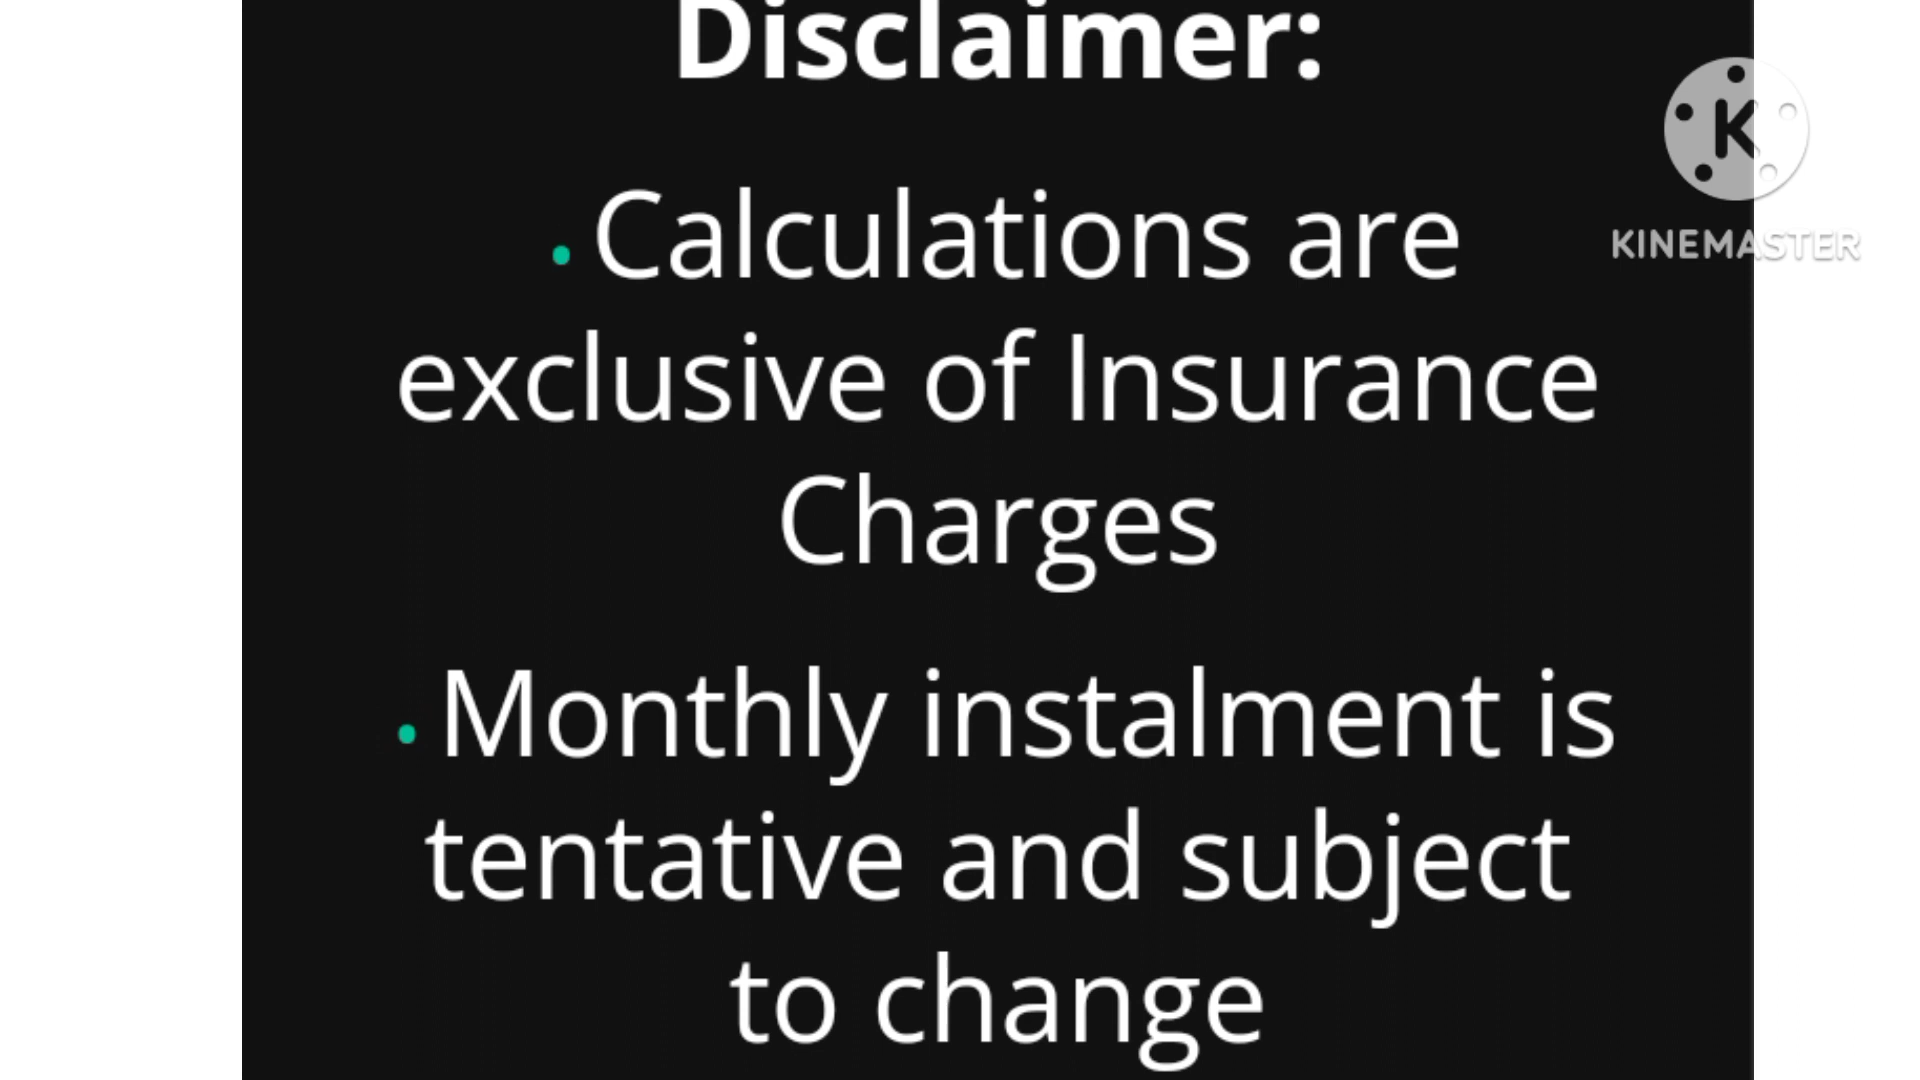 Disclaimer:
K
KINEMASTER
• Calculations are
exclusive of Insurance
Charges
• Monthly instalment is
tentative and subject
to change